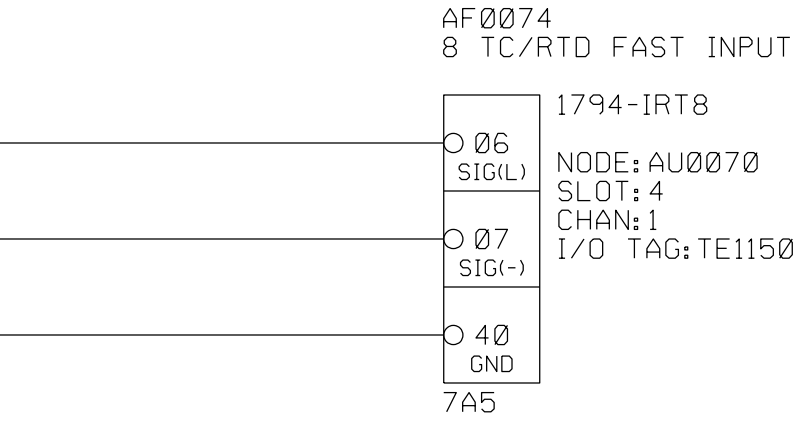 AF0074
8 TC/RTD FAST INPUT
1794-IRT8
06
SIG(L)
NODE:AU0070
SLOT:4
CHAN:1
I/O TAG:TE1150
07
SIG(-)
40
GND
7A5